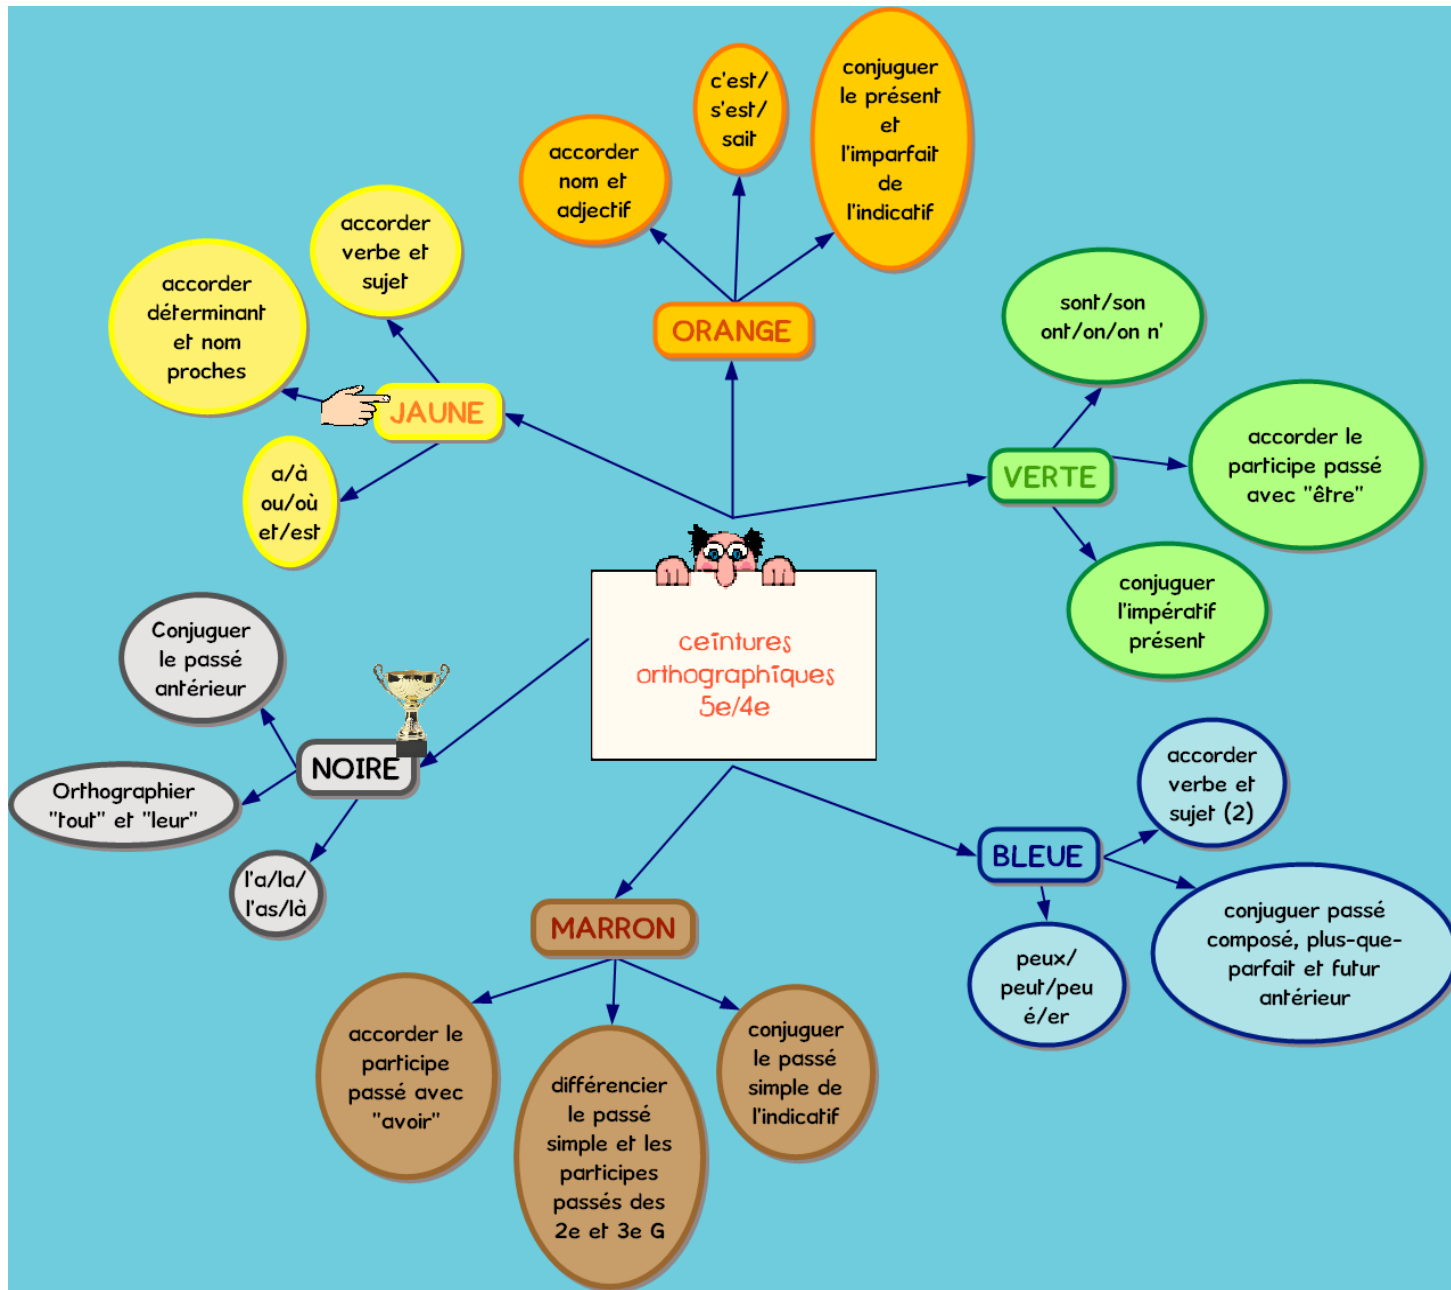 ceintures
orthographiques
5e/4e
JAUNE
accorder
déterminant
et nom
proches
accorder
verbe et
sujet
a/à
ou/où
et/est
ORANGE
accorder
nom et
adjectif
c'est/
s'est/
sait
conjuguer
le présent
et
l'imparfait
de
l'indicatif
VERTE
sont/son
ont/on/on n'
accorder le
participe passé
avec "être"
conjuguer
l'impératif
présent
BLEUE
accorder
verbe et
sujet (2)
conjuguer passé
composé, plus-que-
parfait et futur
antérieur
peux/
peut/peu
é/er
MARRON
accorder le
participe
passé avec
"avoir"
différencier
le passé
simple et les
participes
passés des
2e et 3e G
conjuguer
le passé
simple de
l'indicatif
NOIRE
Conjuguer
le passé
antérieur
Orthographier
"tout" et "leur"
l'a/la/
l'as/là